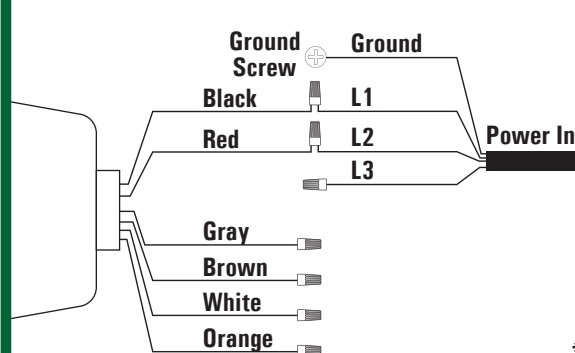 Ground
Screw
Ground
Black
L1
Red
L2
Power In
L3
Gray
Brown
White
Orange